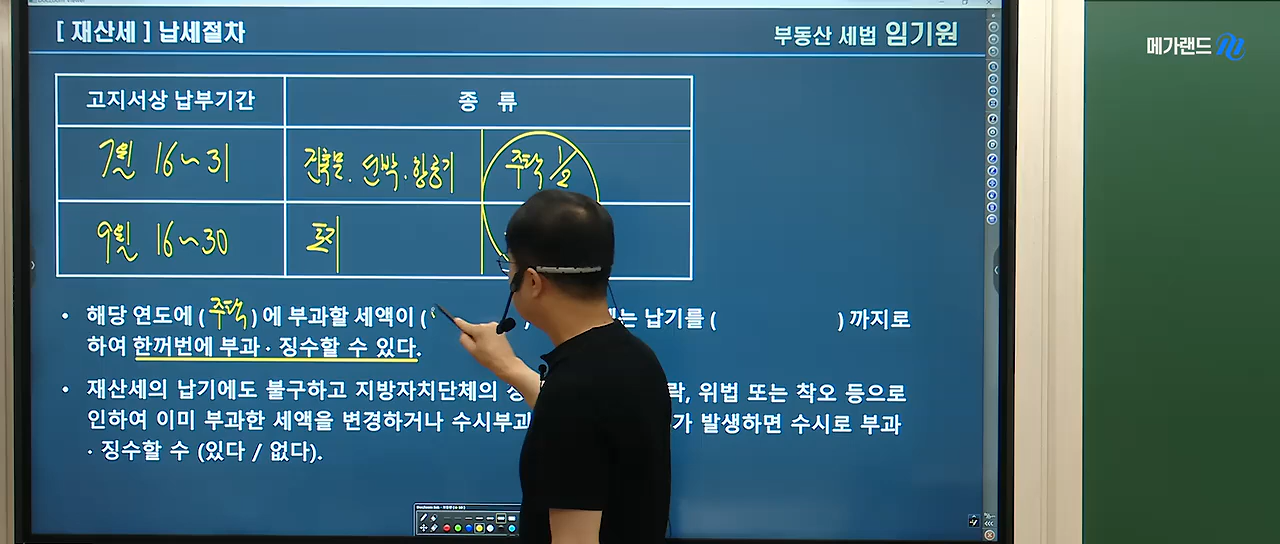 [ 재산세 ] 납세절차
부동산 세법 임기원
메가랜드
고지서상 납부기간
종 류
7월 16~31
건축물. 선박.항공기
주택 ½
9월 16~30
토지
• 해당 연도에 (주택) 에 부과할 세액이 ( ) 는 납기를 ( ) 까지로
하여 한꺼번에 부과 · 징수할 수 있다.
• 재산세의 납기에도 불구하고 지방자치단체의 락, 위법 또는 착오 등으로
인하여 이미 부과한 세액을 변경하거나 수시부과 가 발생하면 수시로 부과
· 징수할 수 (있다 / 없다).